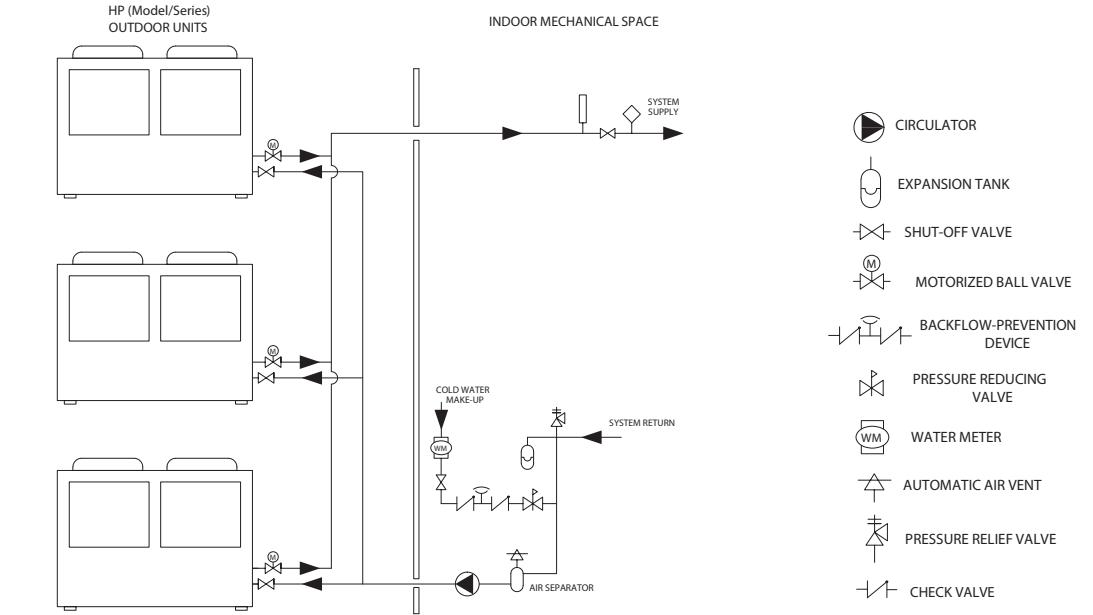 HP (Model/Series)
OUTDOOR UNITS
INDOOR MECHANICAL SPACE
SYSTEM
SUPPLY
M
M
COLD WATER
MAKE-UP
WM
SYSTEM RETURN
M
AIR SEPARATOR
CIRCULATOR
EXPANSION TANK
SHUT-OFF VALVE
M
MOTORIZED BALL VALVE
BACKFLOW-PREVENTION
DEVICE
PRESSURE REDUCING
VALVE
WM
WATER METER
AUTOMATIC AIR VENT
PRESSURE RELIEF VALVE
CHECK VALVE